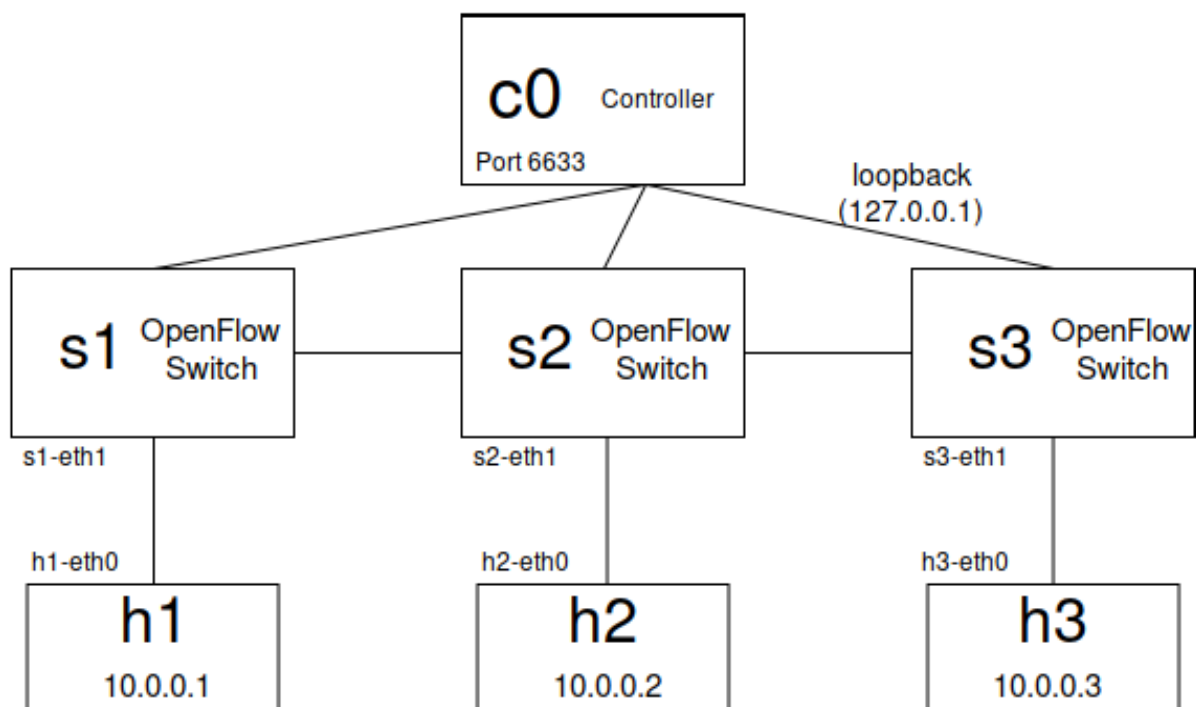 c0 Controller
Port 6633
loopback
(127.0.0.1)
s1 OpenFlow
Switch
s2 OpenFlow
Switch
s3 OpenFlow
Switch
s1-eth1
s2-eth1
s3-eth1
h1-eth0
h2-eth0
h3-eth0
h1
h2
h3
10.0.0.1
10.0.0.2
10.0.0.3